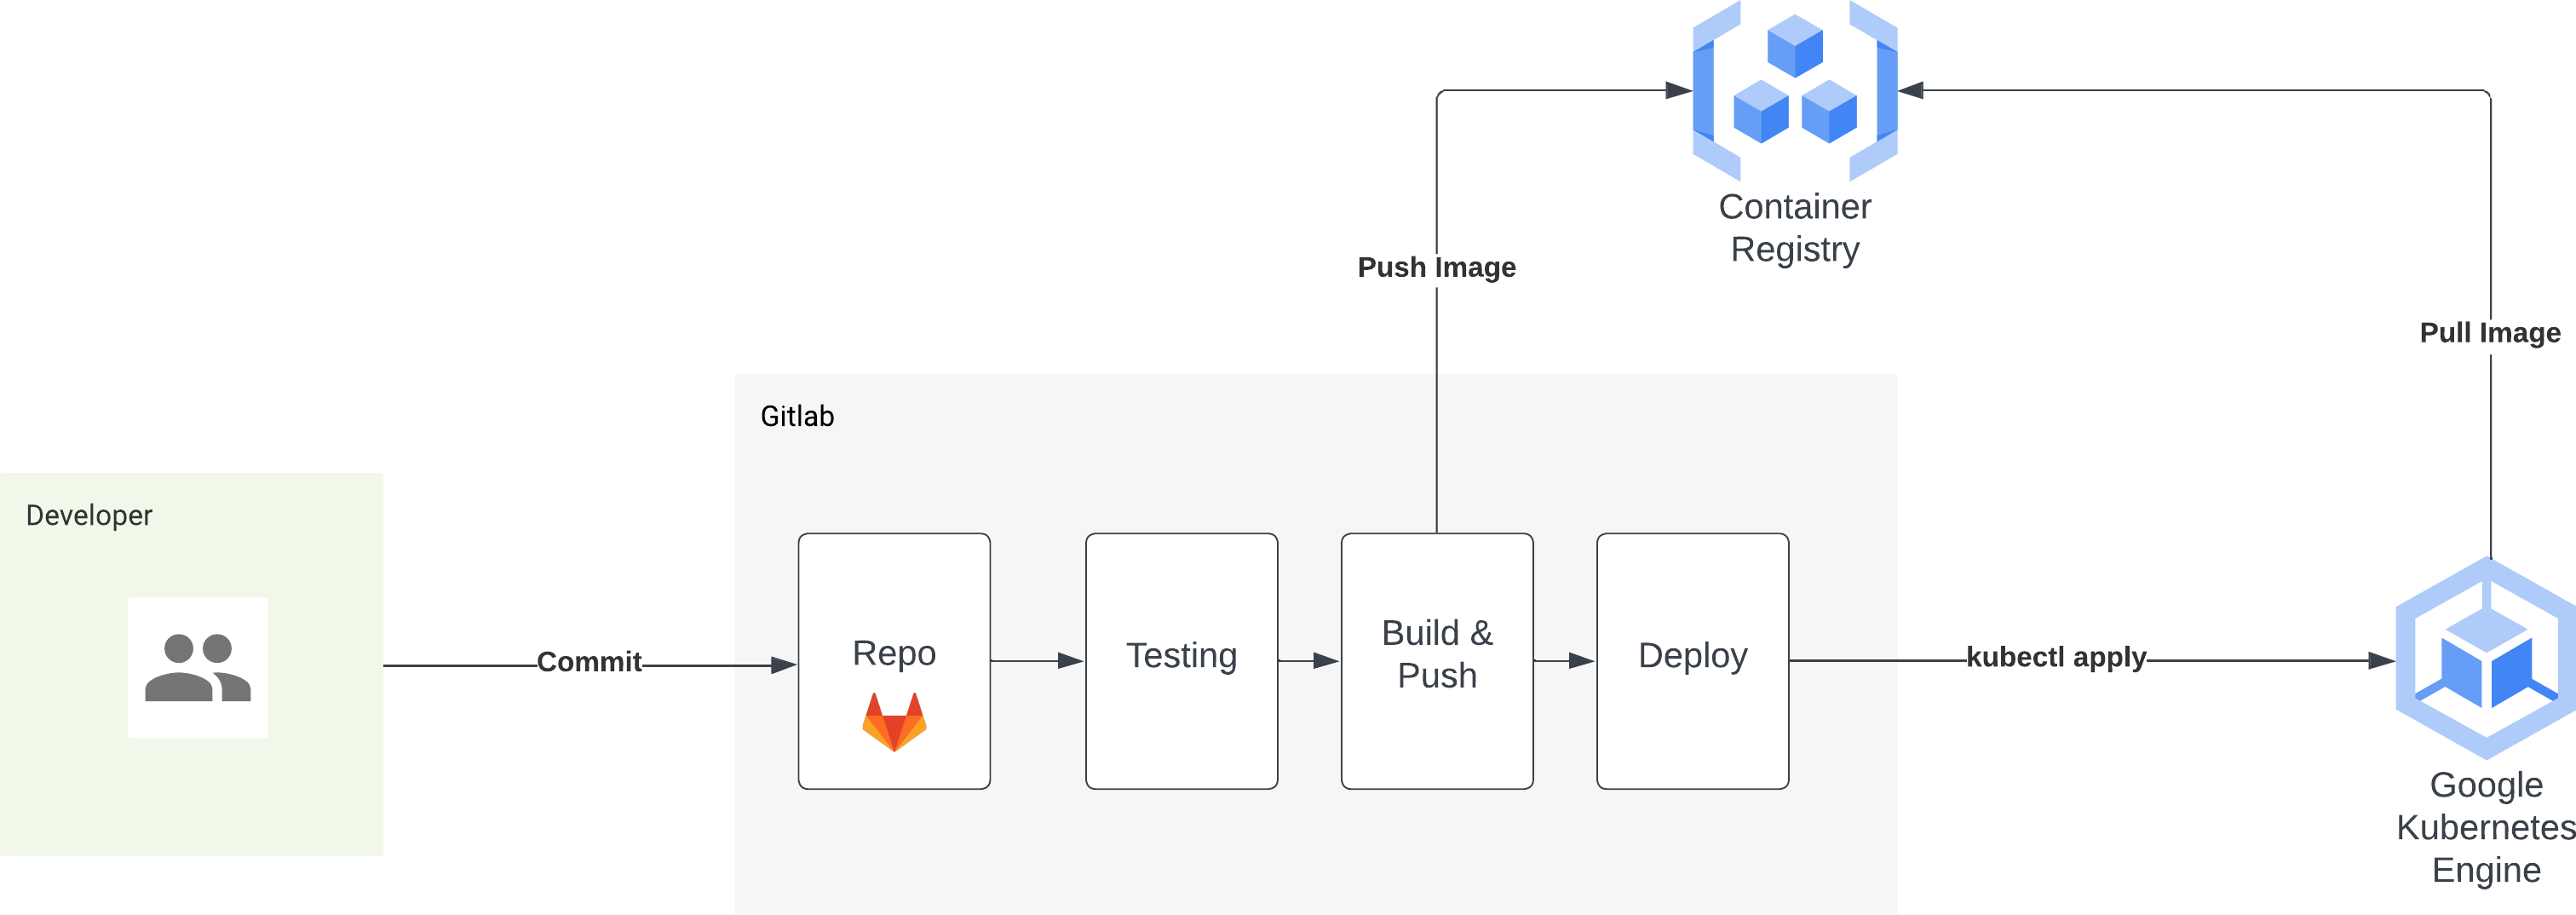 Container
Registry
Push Image
Pull Image
Gitlab
Developer
Commit
Repo
Testing
Build &
Push
Deploy
kubectl apply
Google
Kubernetes
Engine